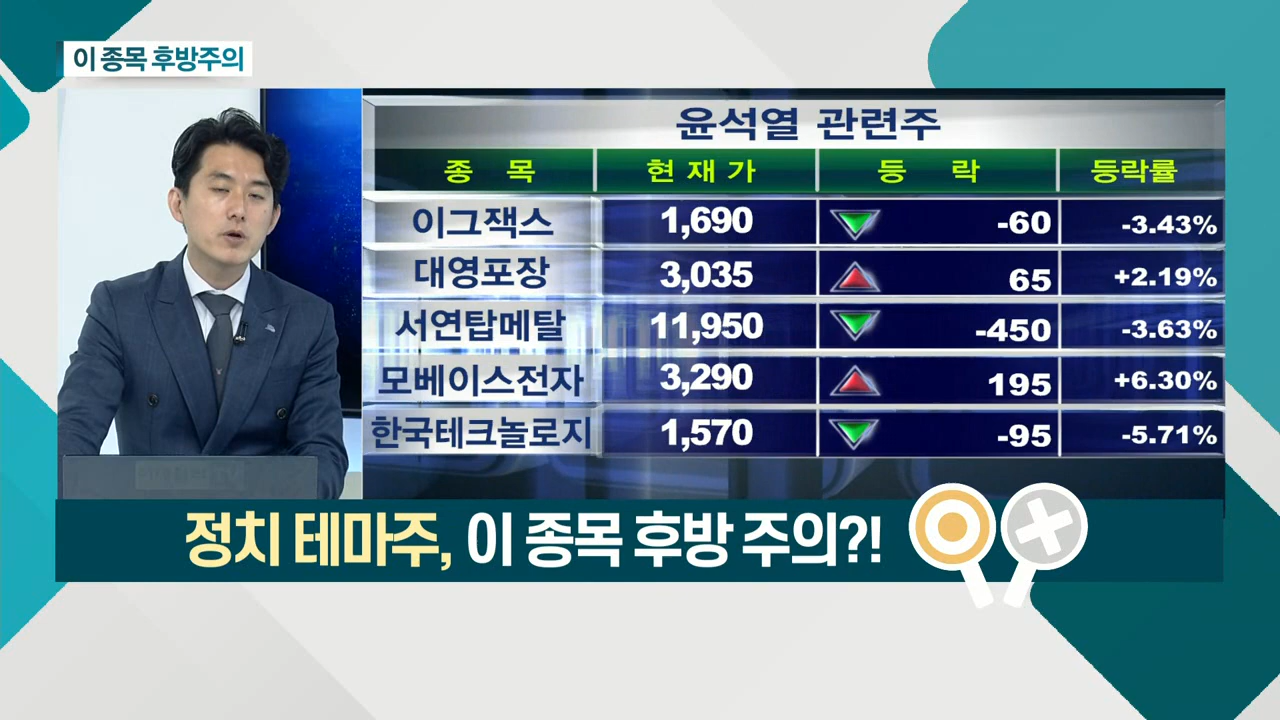 이 종목 후방주의
윤석열 관련주
종 목 현 재 가 등 락 등락률
이그잭스 1,690 -60 -3.43%
대영포장 3,035 65 +2.19%
서연탑메탈 11,950 -450 -3.63%
모베이스전자 3,290 195 +6.30%
한국테크놀로지 1,570 -95 -5.71%
정치 테마주, 이 종목 후방 주의?!